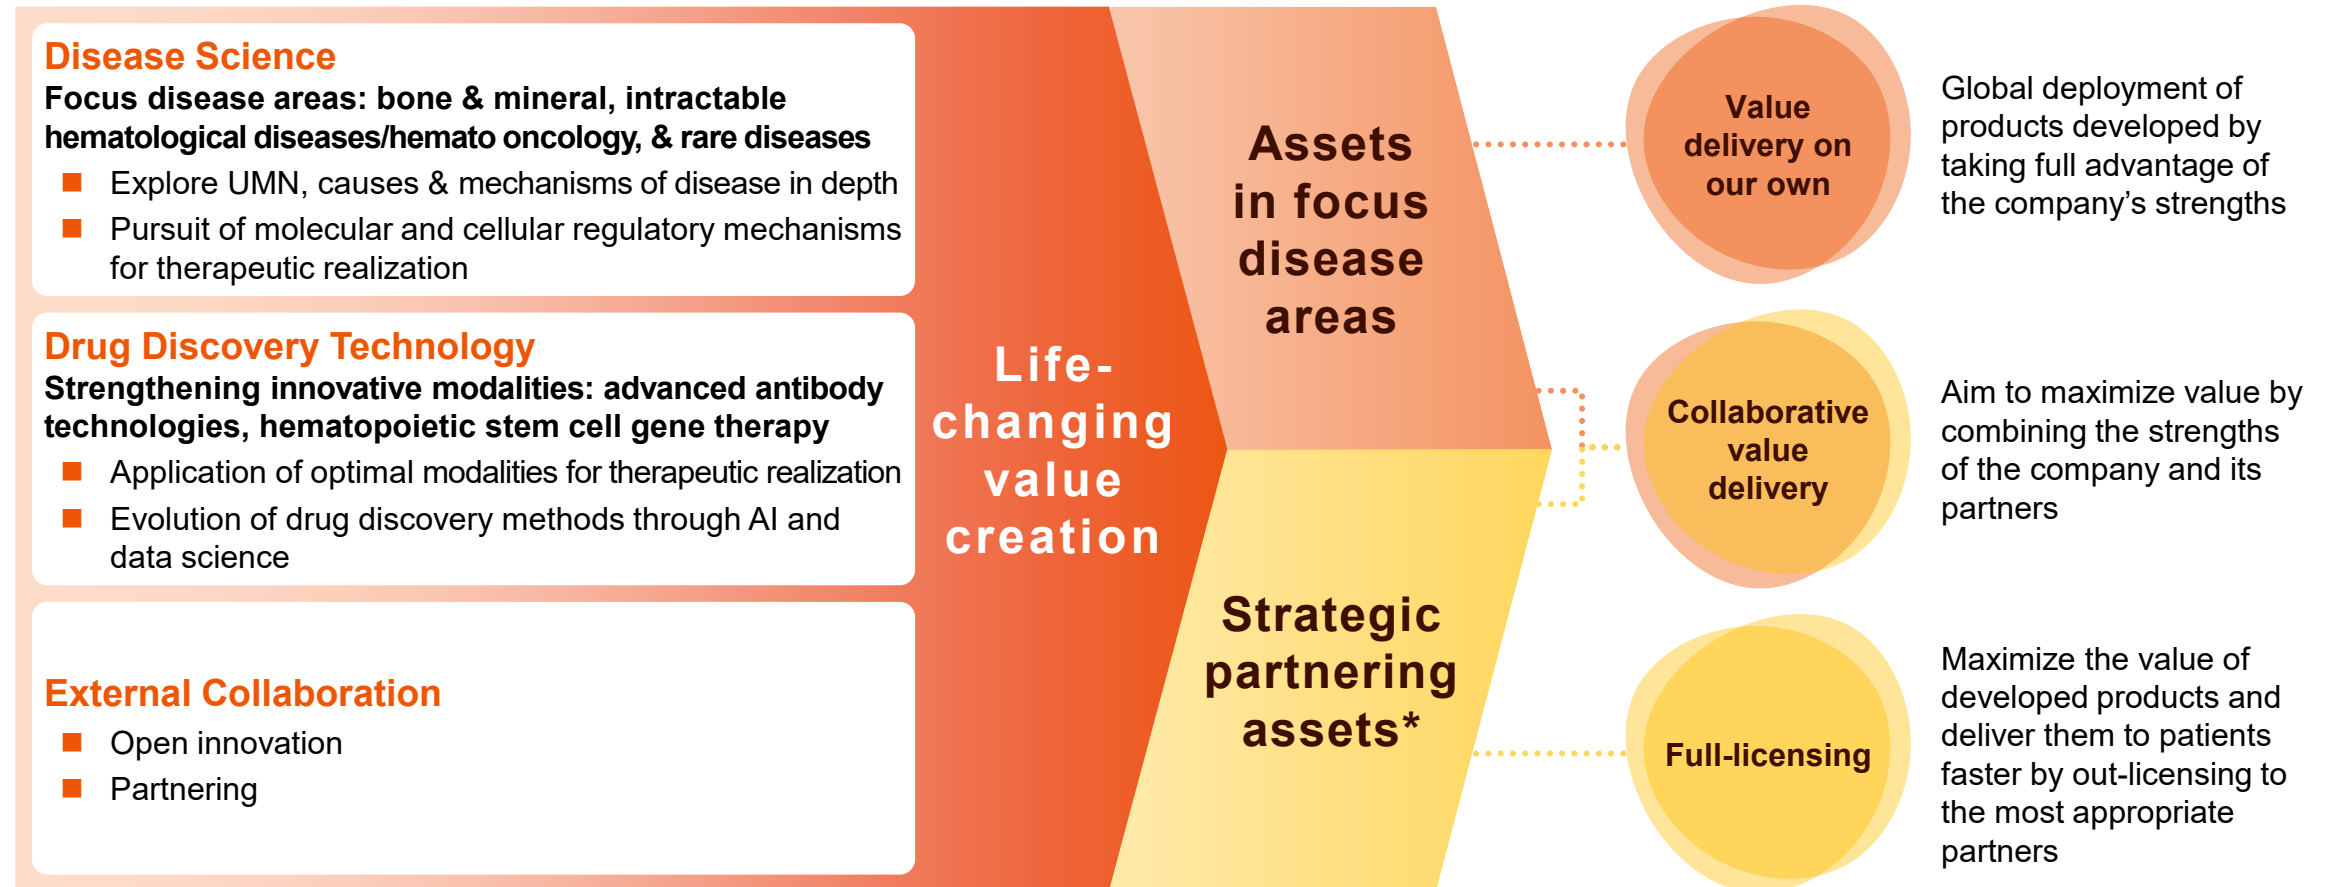 Disease Science
Focus disease areas: bone & mineral, intractable
hematological diseases/hemato oncology, & rare diseases
Explore UMN, causes & mechanisms of disease in depth
Pursuit of molecular and cellular regulatory mechanisms
for therapeutic realization
Drug Discovery Technology
Strengthening innovative modalities: advanced antibody
technologies, hematopoietic stem cell gene therapy
Application of optimal modalities for therapeutic realization
Evolution of drug discovery methods through AI and
data science
External Collaboration
Open innovation
Partnering
Life-
changing
value
creation
Assets
in focus
disease
areas
Strategic
partnering
assets*
Value
delivery on
our own
Global deployment of
products developed by
taking full advantage of
the company’s strengths
Collaborative
value
delivery
Aim to maximize value by
combining the strengths
of the company and its
partners
Full-licensing
Maximize the value of
developed products and
deliver them to patients
faster by out-licensing to
the most appropriate
partners